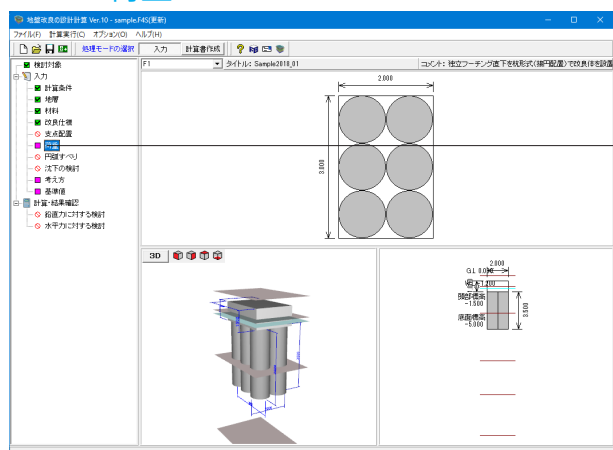 地盤改良の設計計算 Ver.10 - sample.F4S(更新)
ファイル(F) 計算実行(C) オプション(O) ヘルプ(H)
処理モードの選択 入力 計算書作成
検討対象
入力
計算条件
地層
材料
改良仕様
支点配置
荷重
円弧すべり
沈下の検討
考え方
基準値
計算・結果確認
鉛直力に対する検討
水平力に対する検討
F1 タイトル: Sample2018_01 コメント: 独立フーチング直下を杭形式(接円配置)で改良体を設置
2.000
3.000
3D
2.000
G.L 0.000
頭部標高
-1.500
底面標高
-5.000
3.500